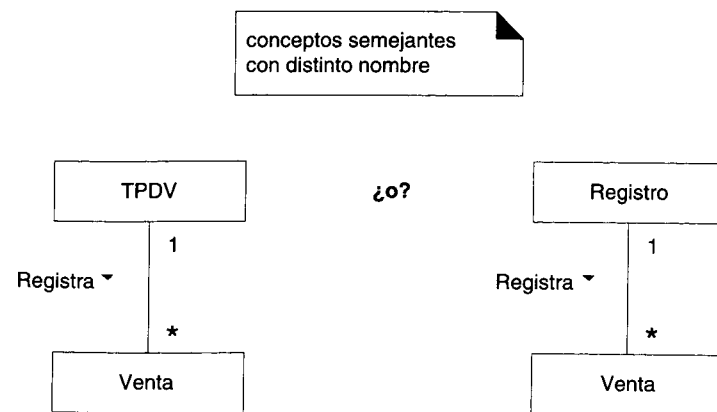 conceptos semejantes
con distinto nombre
TPDV
¿o?
Registro
1
1
Registra
Registra
*
*
Venta
Venta